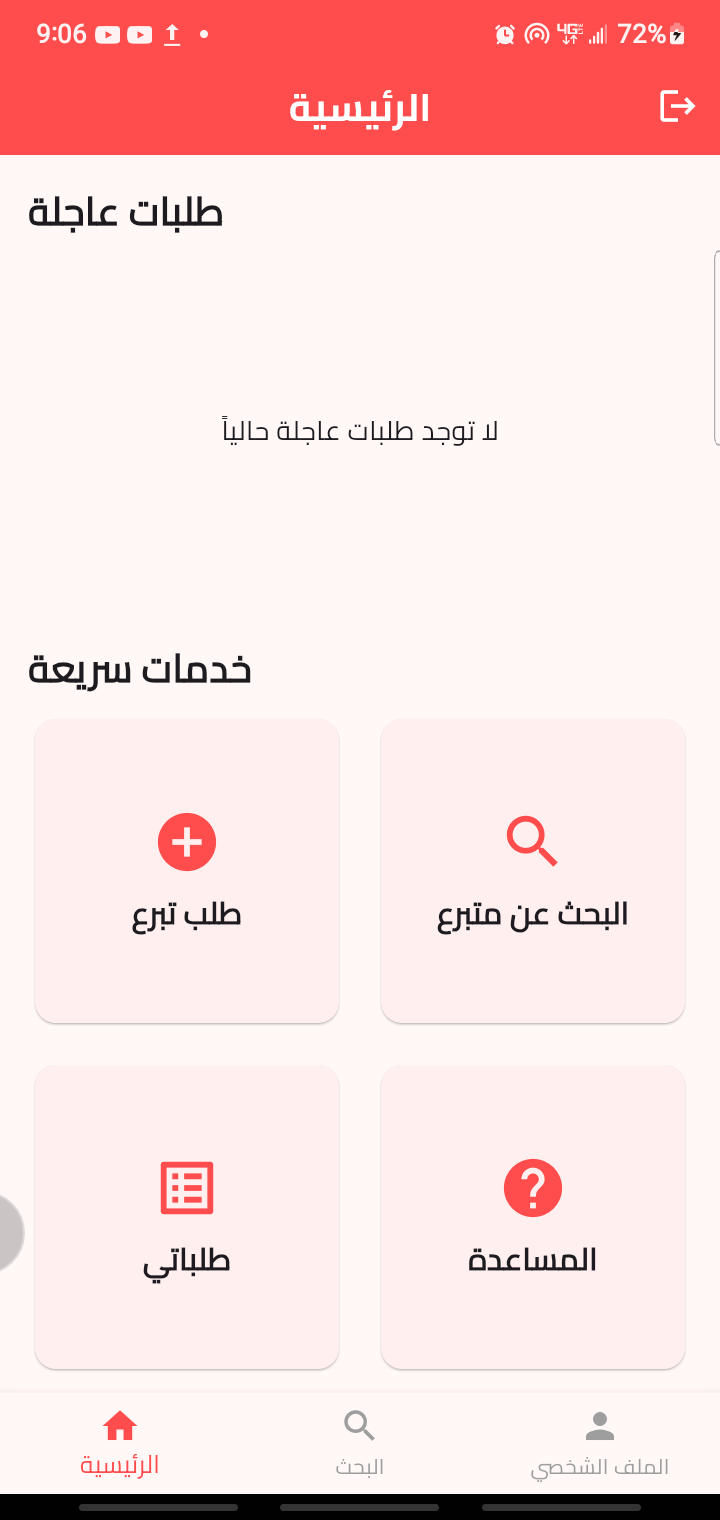 9:06 4G 72%
الرئيسية
طلبات عاجلة
لا توجد طلبات عاجلة حالياً
خدمات سريعة
طلب تبرع
البحث عن متبرع
طلباتي
المساعدة
الرئيسية
البحث
الملف الشخصي